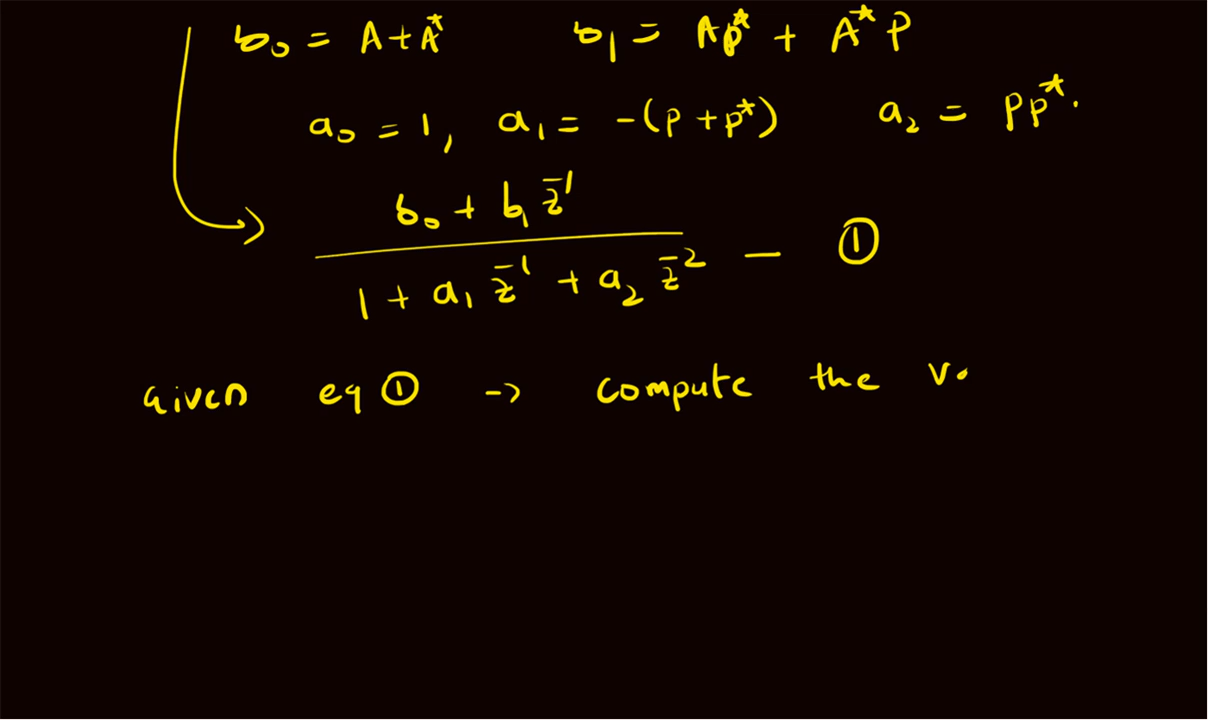 b₀ = A + A* b₁ = Ap* + A*p
a₀ = 1, a₁ = -(p + p*) a₂ = pp*.
b₀ + b₁ z⁻¹
1 + a₁ z⁻¹ + a₂ z⁻² — ①
Given eq ① -> compute the v